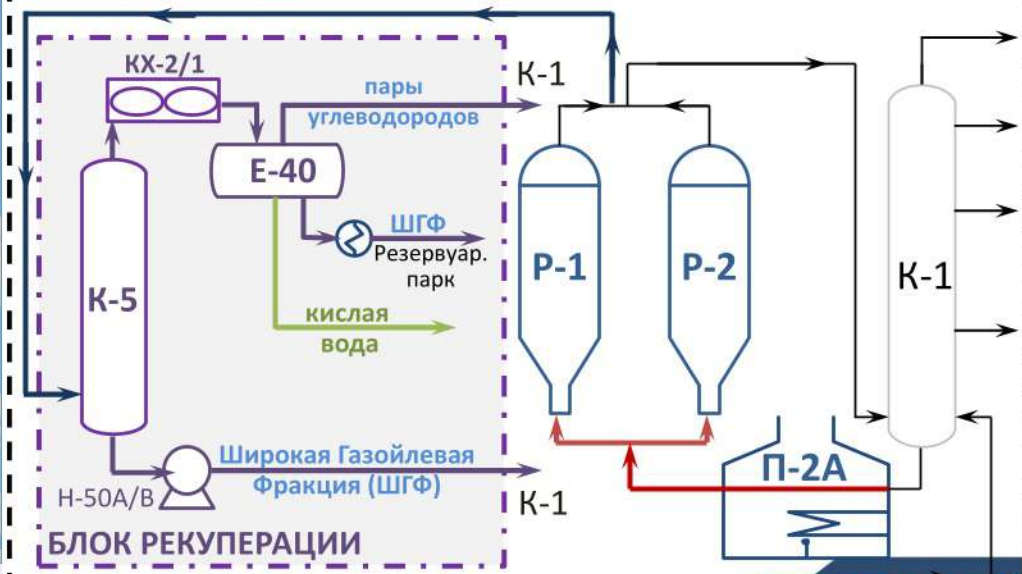 КХ-2/1
пары
углеводородов
К-1
Е-40
ШГФ
Резервуар.
парк
К-5
кислая
вода
Р-1
Р-2
К-1
Широкая Газойлевая
Фракция (ШГФ)
Н-50А/В
К-1
П-2А
БЛОК РЕКУПЕРАЦИИ